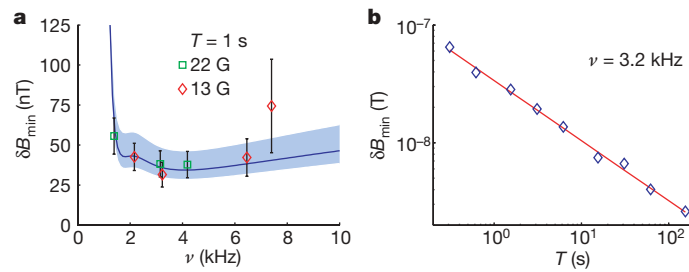 a
T = 1 s
22 G
13 G
δBmin (nT)
125
100
75
50
25
0
0 2 4 6 8 10
ν (kHz)
b
ν = 3.2 kHz
δBmin (T)
10⁻⁷
10⁻⁸
10⁰ 10¹ 10²
T (s)